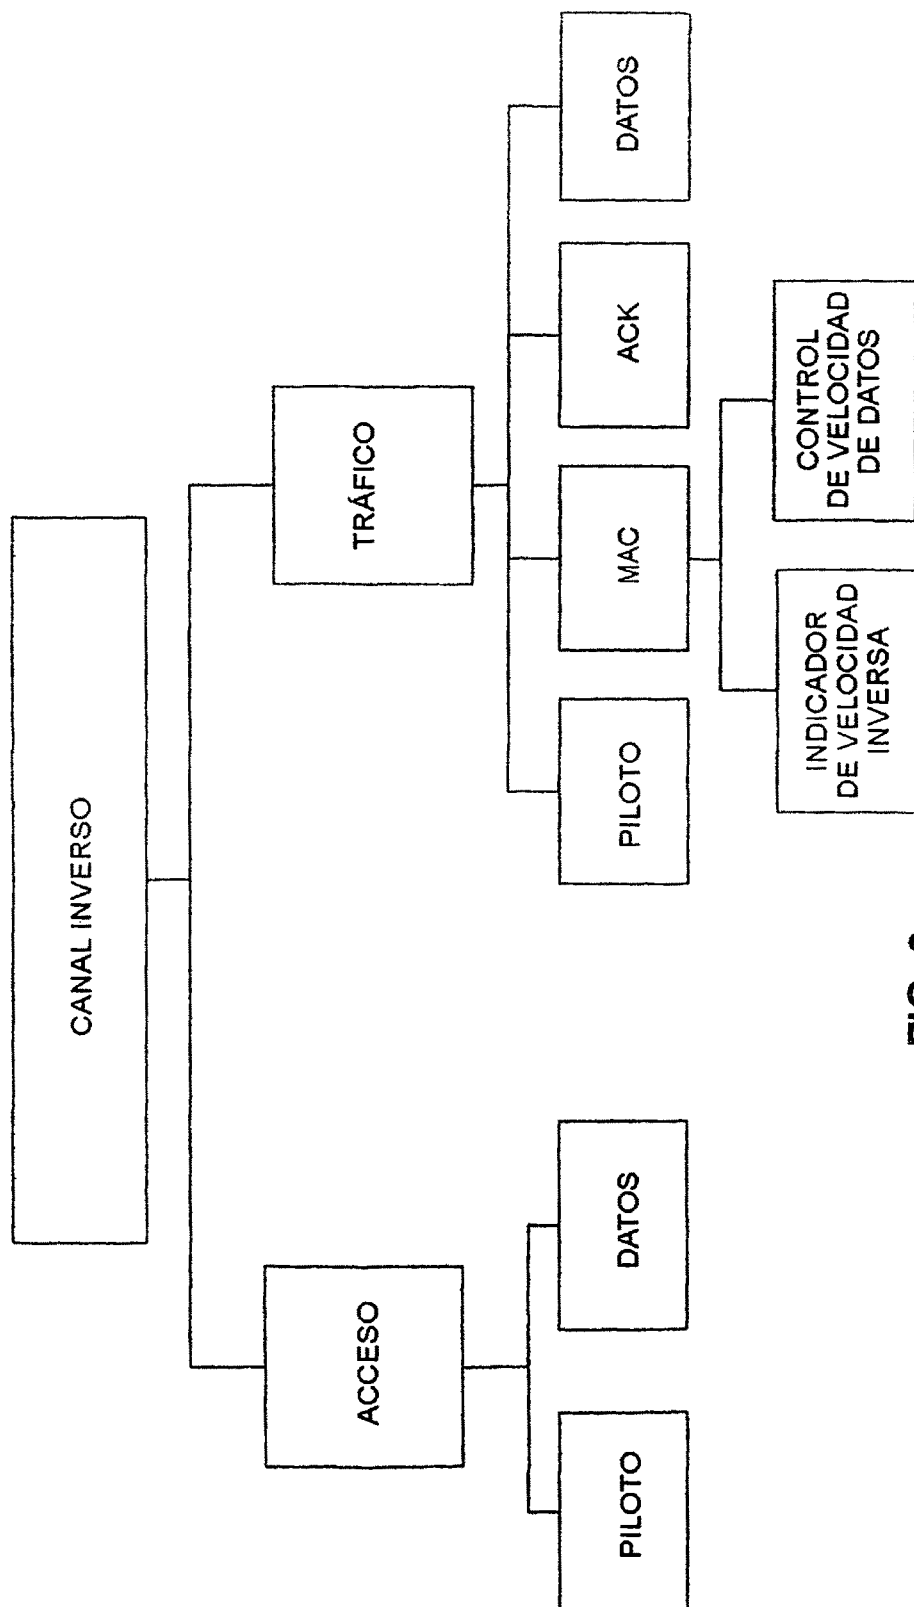 CANAL INVERSO
ACCESO
TRÁFICO
PILOTO
DATOS
PILOTO
MAC
ACK
DATOS
INDICADOR
DE VELOCIDAD
INVERSA
CONTROL
DE VELOCIDAD
DE DATOS
FIG.